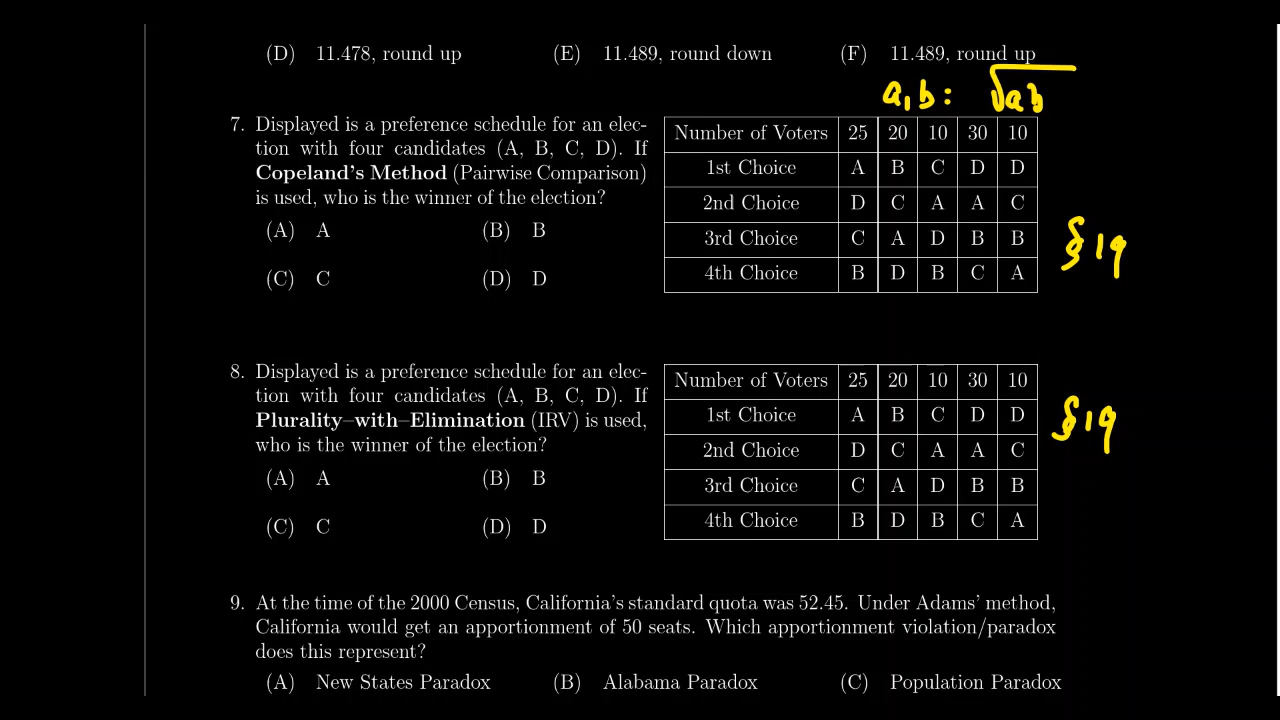 (D) 11.478, round up (E) 11.489, round down (F) 11.489, round up
a,b: √ab
7. Displayed is a preference schedule for an elec-
tion with four candidates (A, B, C, D). If
Copeland's Method (Pairwise Comparison)
is used, who is the winner of the election?
(A) A (B) B
(C) C (D) D
Number of Voters 25 20 10 30 10
1st Choice A B C D D
2nd Choice D C A A C
3rd Choice C A D B B
4th Choice B D B C A
§19
8. Displayed is a preference schedule for an elec-
tion with four candidates (A, B, C, D). If
Plurality–with–Elimination (IRV) is used,
who is the winner of the election?
(A) A (B) B
(C) C (D) D
Number of Voters 25 20 10 30 10
1st Choice A B C D D
2nd Choice D C A A C
3rd Choice C A D B B
4th Choice B D B C A
§19
9. At the time of the 2000 Census, California's standard quota was 52.45. Under Adams' method,
California would get an apportionment of 50 seats. Which apportionment violation/paradox
does this represent?
(A) New States Paradox (B) Alabama Paradox (C) Population Paradox